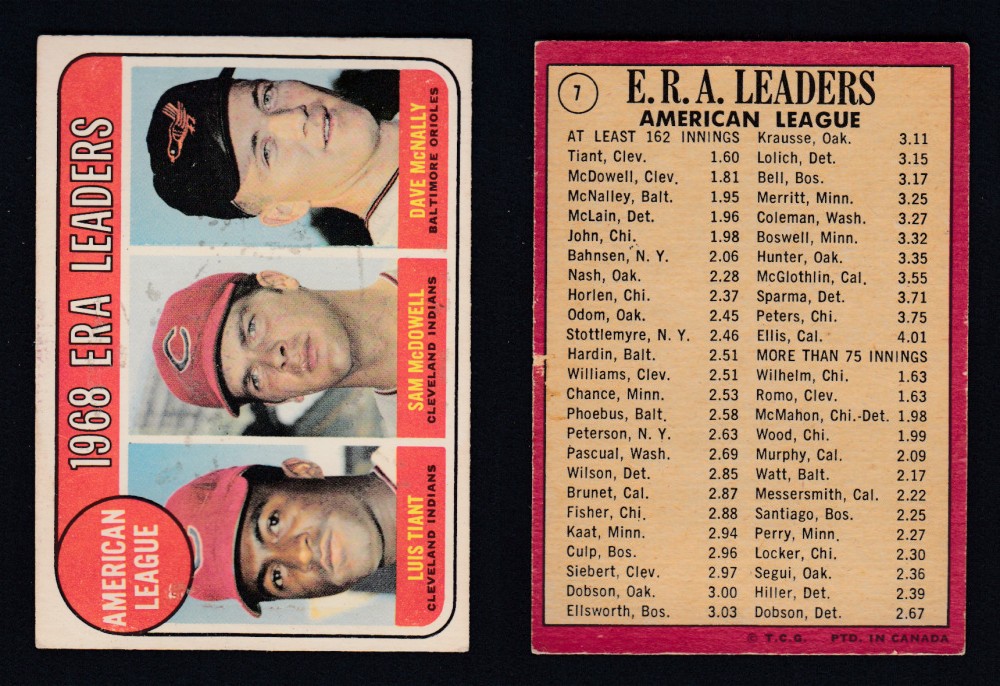 1968 ERA LEADERS
AMERICAN
LEAGUE
LUIS TIANT
CLEVELAND INDIANS
SAM McDOWELL
CLEVELAND INDIANS
DAVE McNALLY
BALTIMORE ORIOLES
C
7
E.R.A. LEADERS
AMERICAN LEAGUE
AT LEAST 162 INNINGS
Tiant, Clev. 1.60
McDowell, Clev. 1.81
McNalley, Balt. 1.95
McLain, Det. 1.96
John, Chi. 1.98
Bahnsen, N. Y. 2.06
Nash, Oak. 2.28
Horlen, Chi. 2.37
Odom, Oak. 2.45
Stottlemyre, N. Y. 2.46
Hardin, Balt. 2.51
Williams, Clev. 2.51
Chance, Minn. 2.53
Phoebus, Balt. 2.58
Peterson, N. Y. 2.63
Pascual, Wash. 2.69
Wilson, Det. 2.85
Brunet, Cal. 2.87
Fisher, Chi. 2.88
Kaat, Minn. 2.94
Culp, Bos. 2.96
Siebert, Clev. 2.97
Dobson, Oak. 3.00
Ellsworth, Bos. 3.03
Krausse, Oak. 3.11
Lolich, Det. 3.15
Bell, Bos. 3.17
Merritt, Minn. 3.25
Coleman, Wash. 3.27
Boswell, Minn. 3.32
Hunter, Oak. 3.35
McGlothlin, Cal. 3.55
Sparma, Det. 3.71
Peters, Chi. 3.75
Ellis, Cal. 4.01
MORE THAN 75 INNINGS
Wilhelm, Chi. 1.63
Romo, Clev. 1.63
McMahon, Chi.-Det. 1.98
Wood, Chi. 1.99
Murphy, Cal. 2.09
Watt, Balt. 2.17
Messersmith, Cal. 2.22
Santiago, Bos. 2.25
Perry, Minn. 2.27
Locker, Chi. 2.30
Segui, Oak. 2.36
Hiller, Det. 2.39
Dobson, Det. 2.67
© T.C.G. PTD. IN CANADA